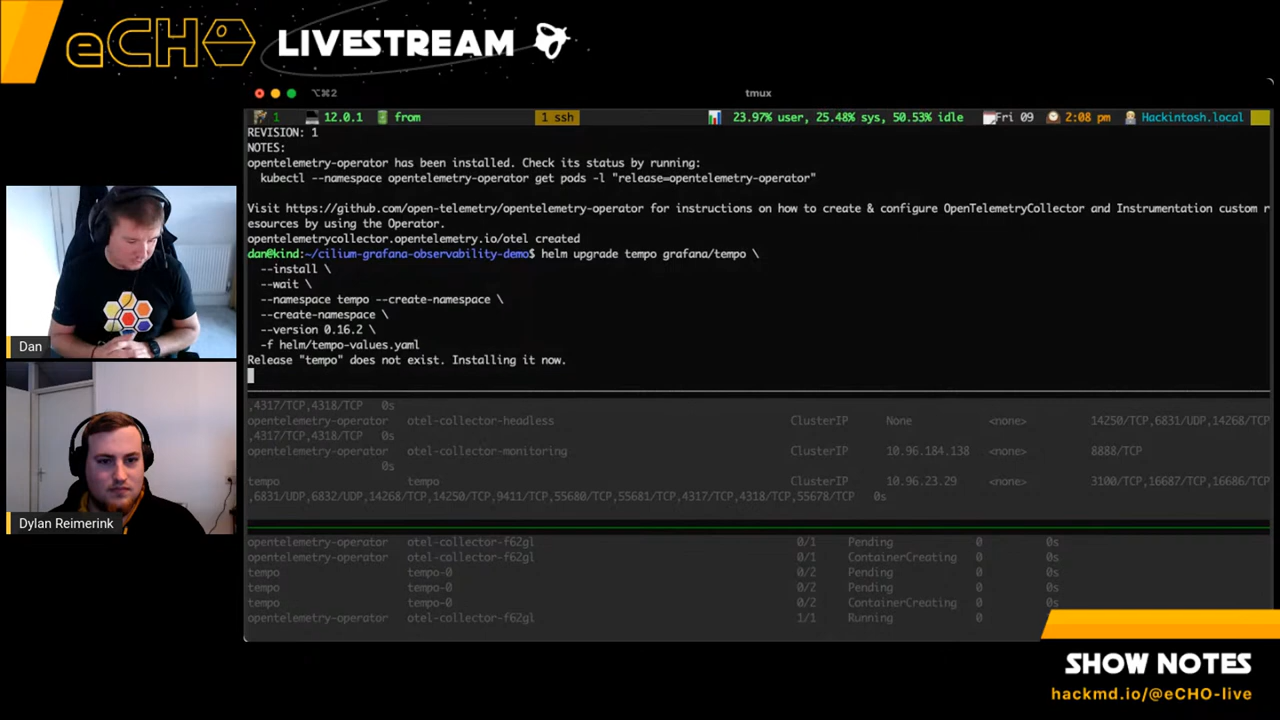 eCHO LIVESTREAM
⌥⌘2 tmux
1 12.0.1 from 1 ssh 23.97% user, 25.48% sys, 50.53% idle Fri 09 2:08 pm Hackintosh.local
REVISION: 1
NOTES:
opentelemetry-operator has been installed. Check its status by running:
kubectl --namespace opentelemetry-operator get pods -l "release=opentelemetry-operator"
Visit https://github.com/open-telemetry/opentelemetry-operator for instructions on how to create & configure OpenTelemetryCollector and Instrumentation custom r
esources by using the Operator.
opentelemetrycollector.opentelemetry.io/otel created
dan@kind:~/cilium-grafana-observability-demo$ helm upgrade tempo grafana/tempo \
--install \
--wait \
--namespace tempo --create-namespace \
--create-namespace \
--version 0.16.2 \
-f helm/tempo-values.yaml
Release "tempo" does not exist. Installing it now.
,4317/TCP,4318/TCP 0s
opentelemetry-operator otel-collector-headless ClusterIP None <none> 14250/TCP,6831/UDP,14268/TCP
,4317/TCP,4318/TCP 0s
opentelemetry-operator otel-collector-monitoring ClusterIP 10.96.184.138 <none> 8888/TCP
0s
tempo tempo ClusterIP 10.96.23.29 <none> 3100/TCP,16687/TCP,16686/TCP
,6831/UDP,6832/UDP,14268/TCP,14250/TCP,9411/TCP,55680/TCP,55681/TCP,4317/TCP,4318/TCP,55678/TCP 0s
opentelemetry-operator otel-collector-f62gl 0/1 Pending 0 0s
opentelemetry-operator otel-collector-f62gl 0/1 ContainerCreating 0 0s
tempo tempo-0 0/2 Pending 0 0s
tempo tempo-0 0/2 Pending 0 0s
tempo tempo-0 0/2 ContainerCreating 0 0s
opentelemetry-operator otel-collector-f62gl 1/1 Running 0 0s
Dan
Dylan Reimerink
SHOW NOTES
hackmd.io/@eCHO-live